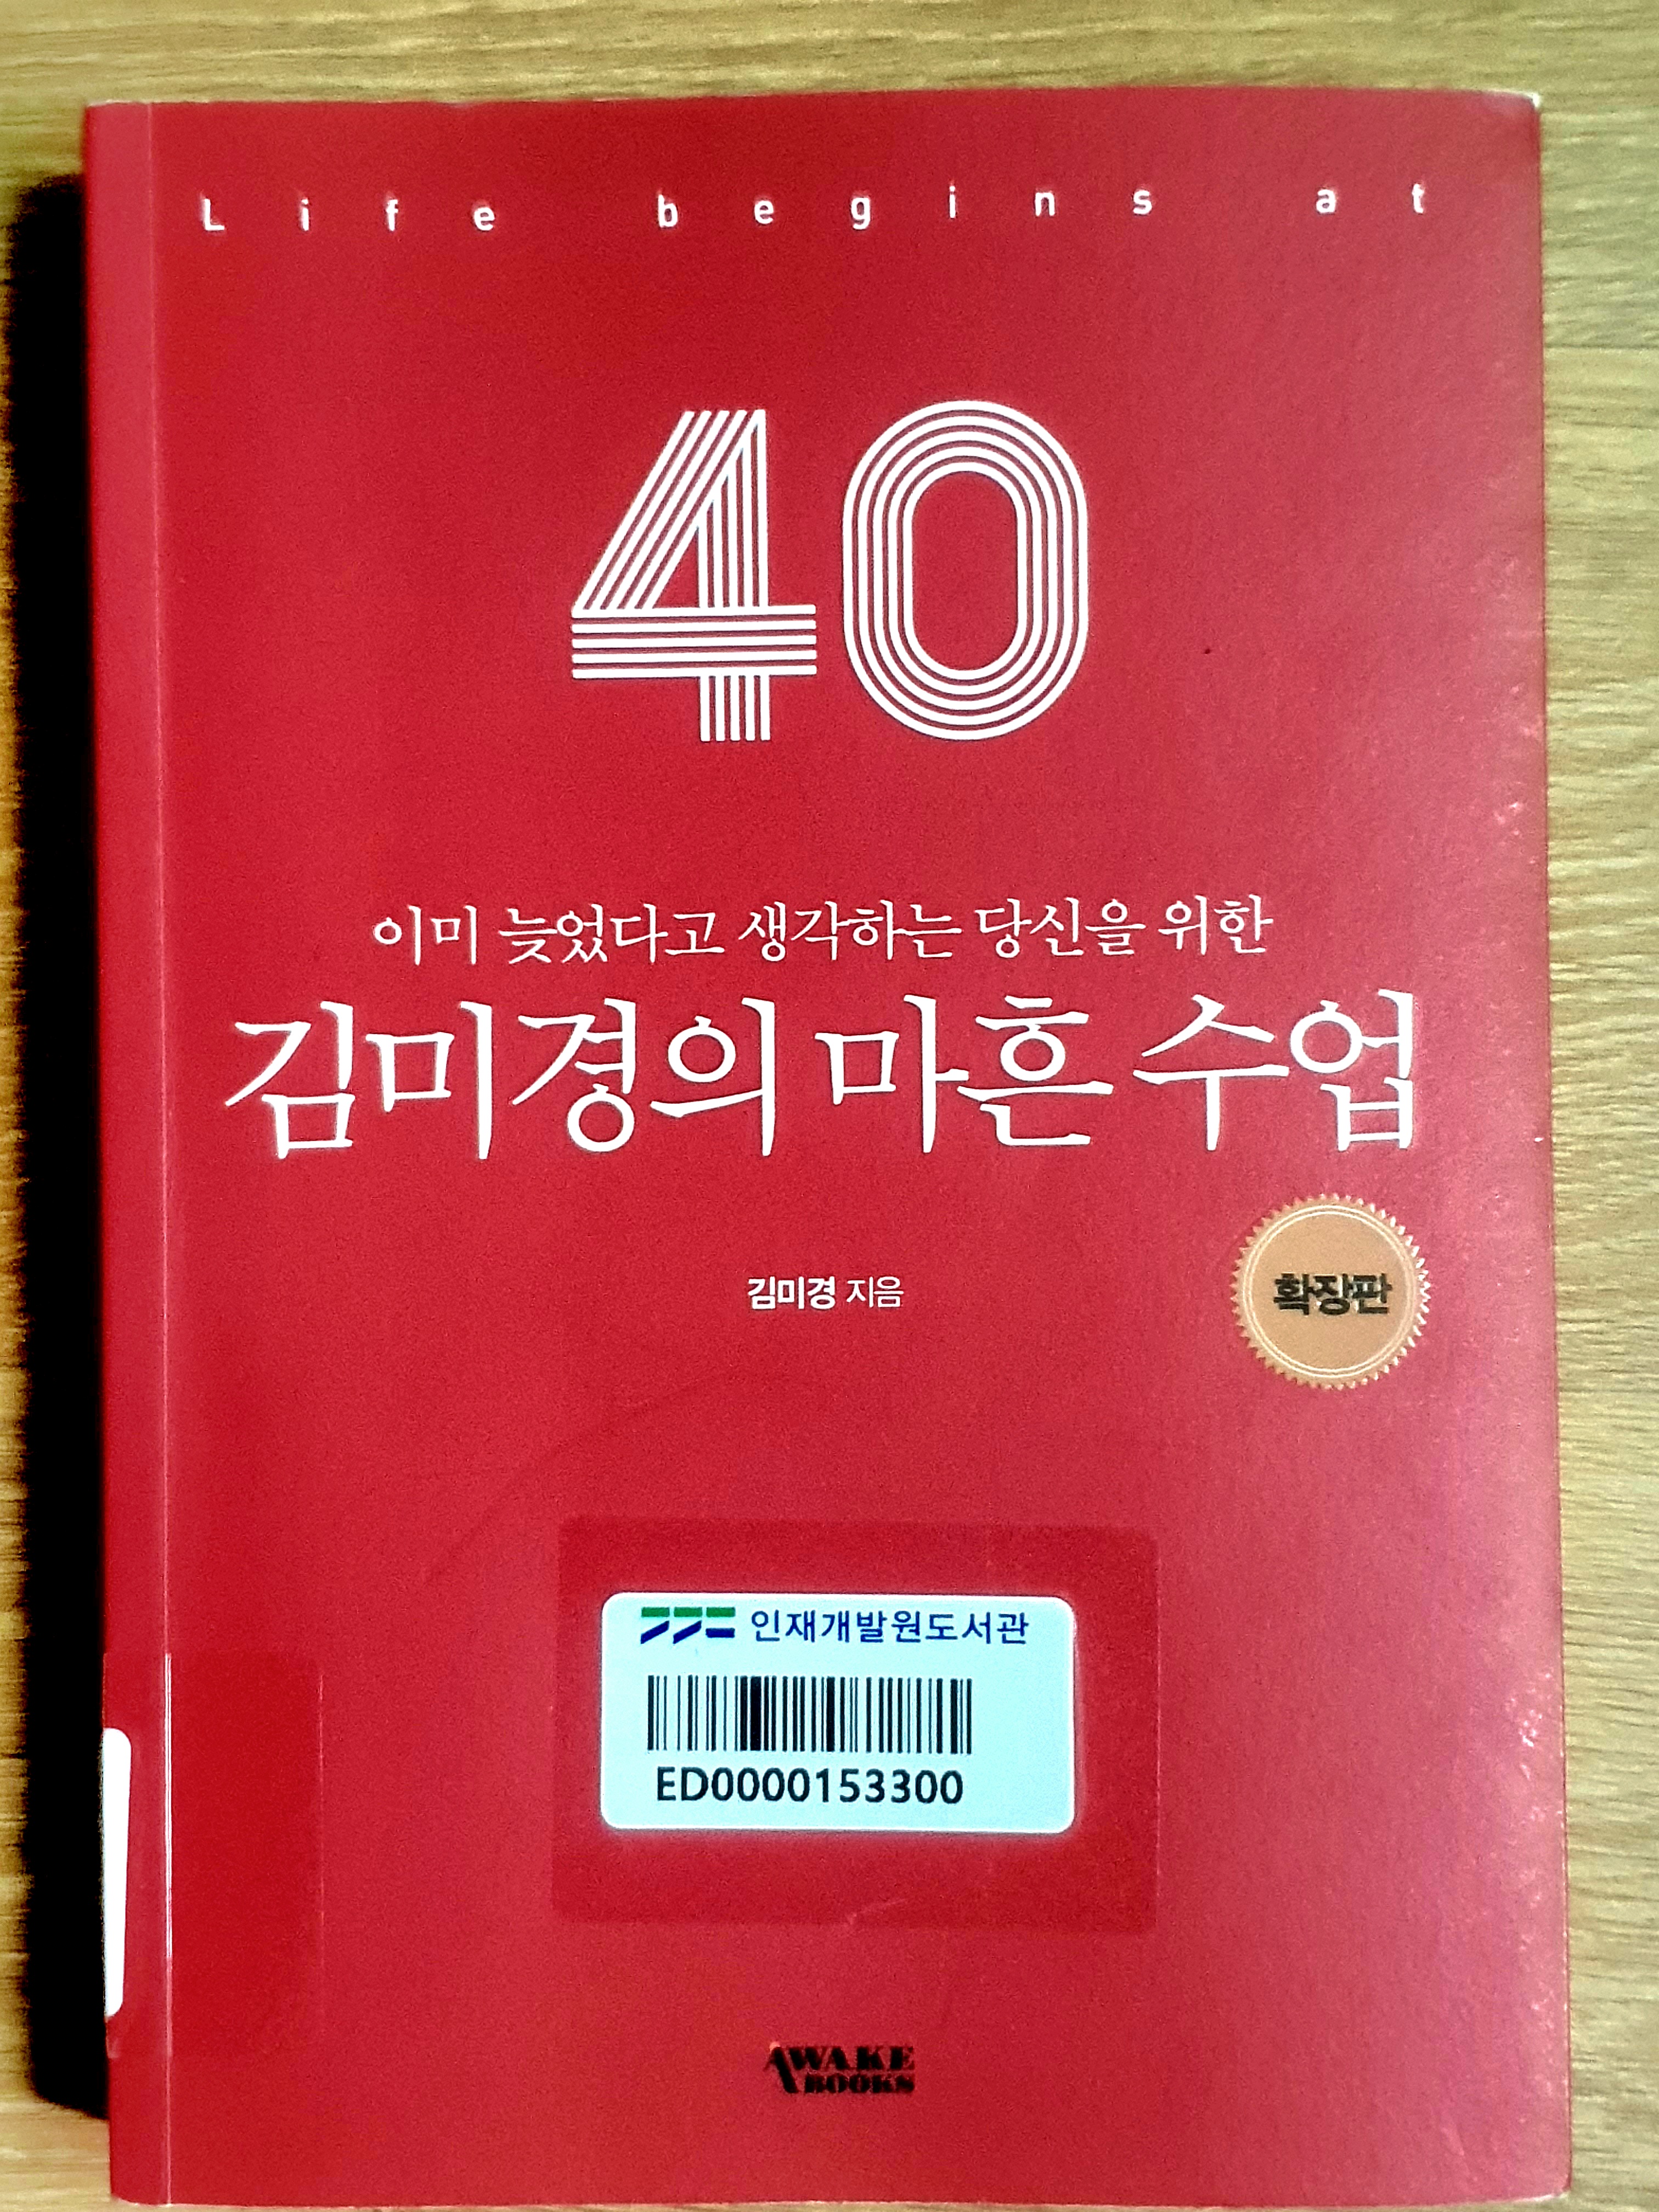 Life begins at
40
이미 늦었다고 생각하는 당신을 위한
김미경의 마흔 수업
김미경 지음
확장판
인재개발원도서관
ED0000153300
AWAKE
BOOKS